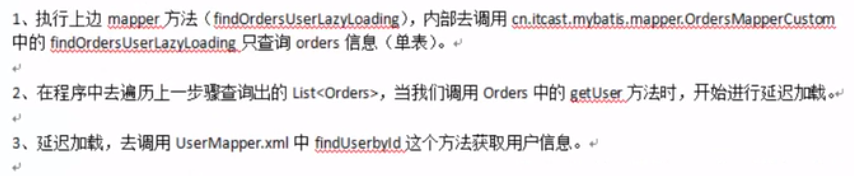 1、执行上边 mapper 方法（findOrdersUserLazyLoading），内部去调用 cn.itcast.mybatis.mapper.OrdersMapperCustom
中的 findOrdersUserLazyLoading 只查询 orders 信息（单表）。
2、在程序中去遍历上一步骤查询出的 List<Orders>，当我们调用 Orders 中的 getUser 方法时，开始进行延迟加载。
3、延迟加载，去调用 UserMapper.xml 中 findUserbyId 这个方法获取用户信息。